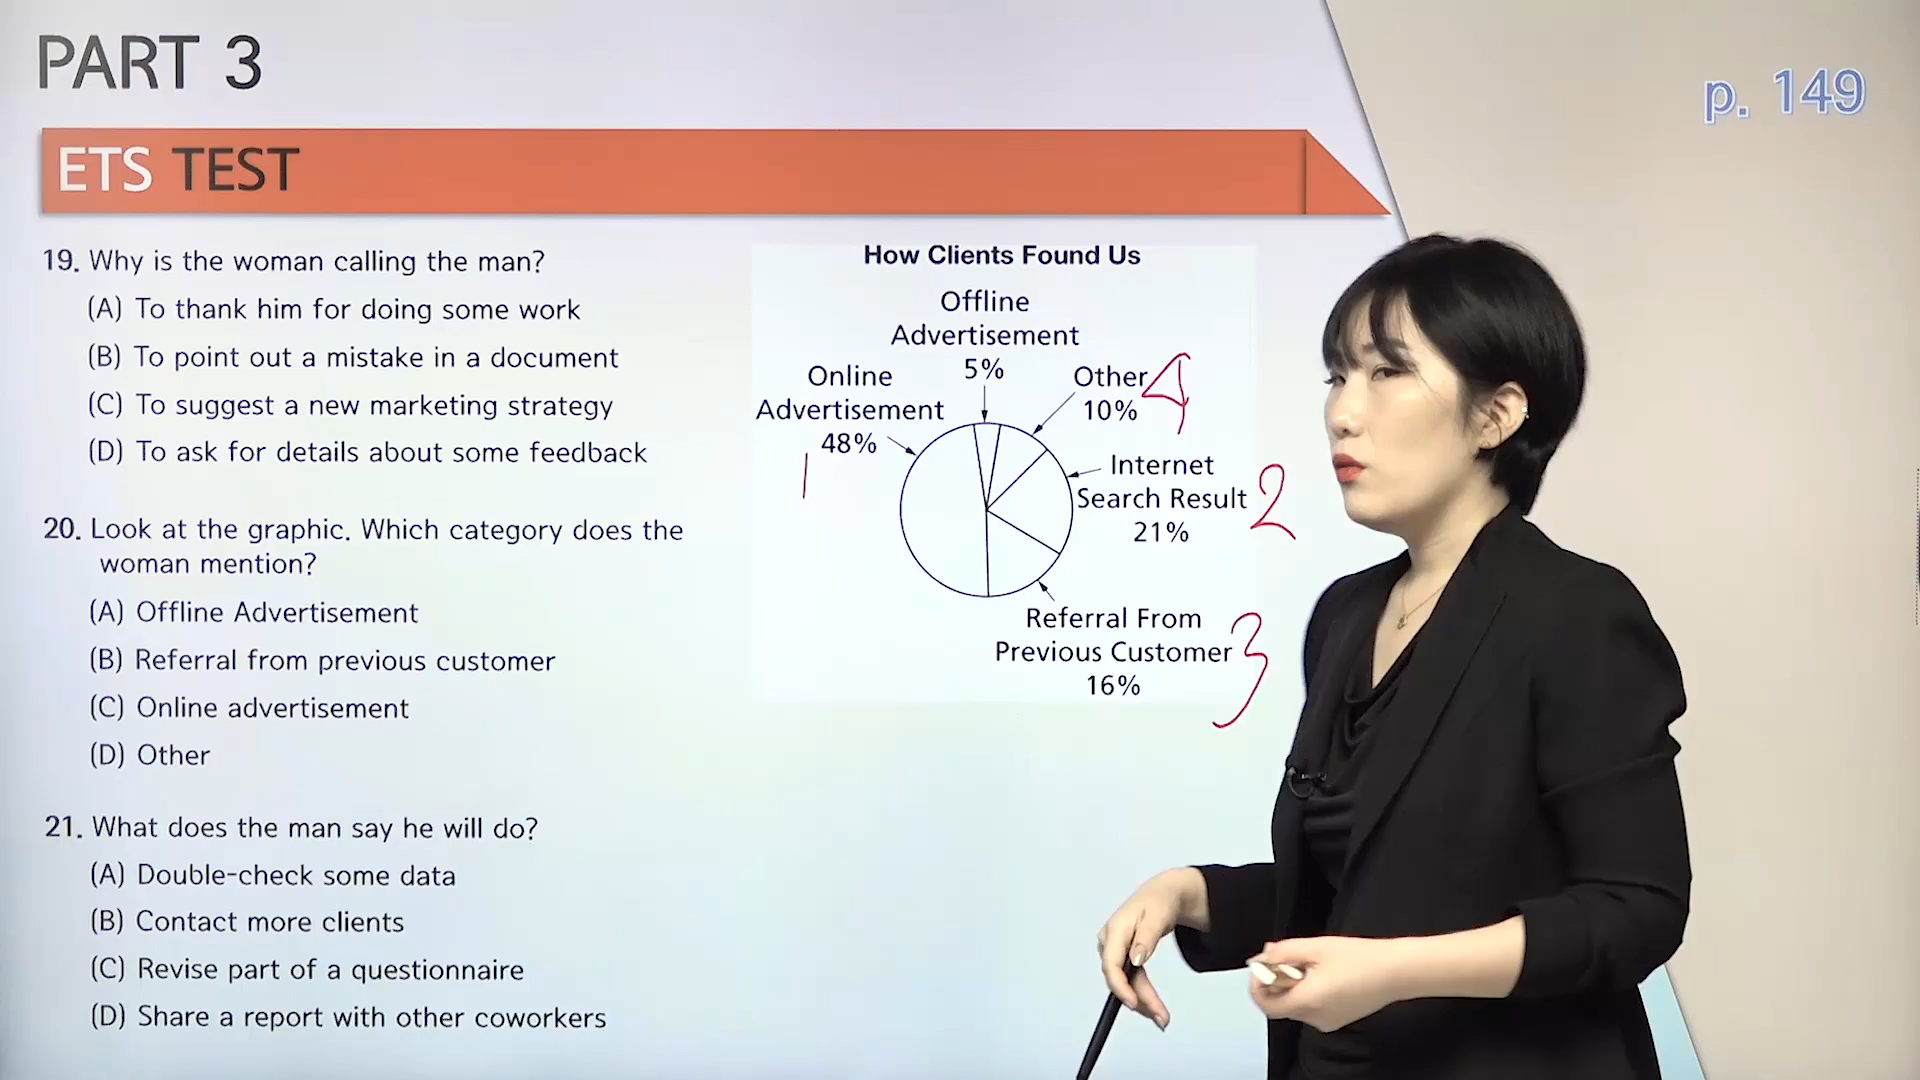 PART 3
p. 149
ETS TEST
19. Why is the woman calling the man?
(A) To thank him for doing some work
(B) To point out a mistake in a document
(C) To suggest a new marketing strategy
(D) To ask for details about some feedback
20. Look at the graphic. Which category does the
woman mention?
(A) Offline Advertisement
(B) Referral from previous customer
(C) Online advertisement
(D) Other
21. What does the man say he will do?
(A) Double-check some data
(B) Contact more clients
(C) Revise part of a questionnaire
(D) Share a report with other coworkers
How Clients Found Us
Offline
Advertisement
5%
Online
Advertisement
48%
1
Other 4
10%
Internet
Search Result 2
21%
Referral From
Previous Customer 3
16%